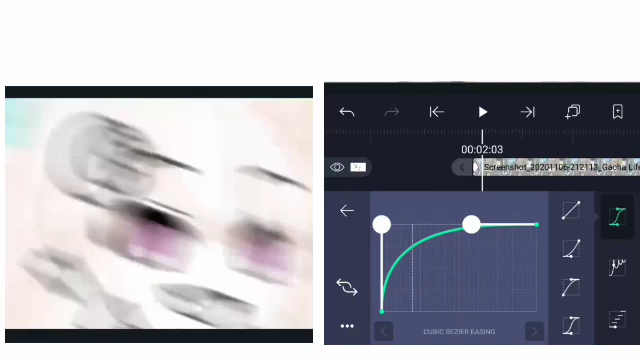 00:02:03
Screenshot_20201106-212113_Gacha Life
CUBIC BEZIER EASING